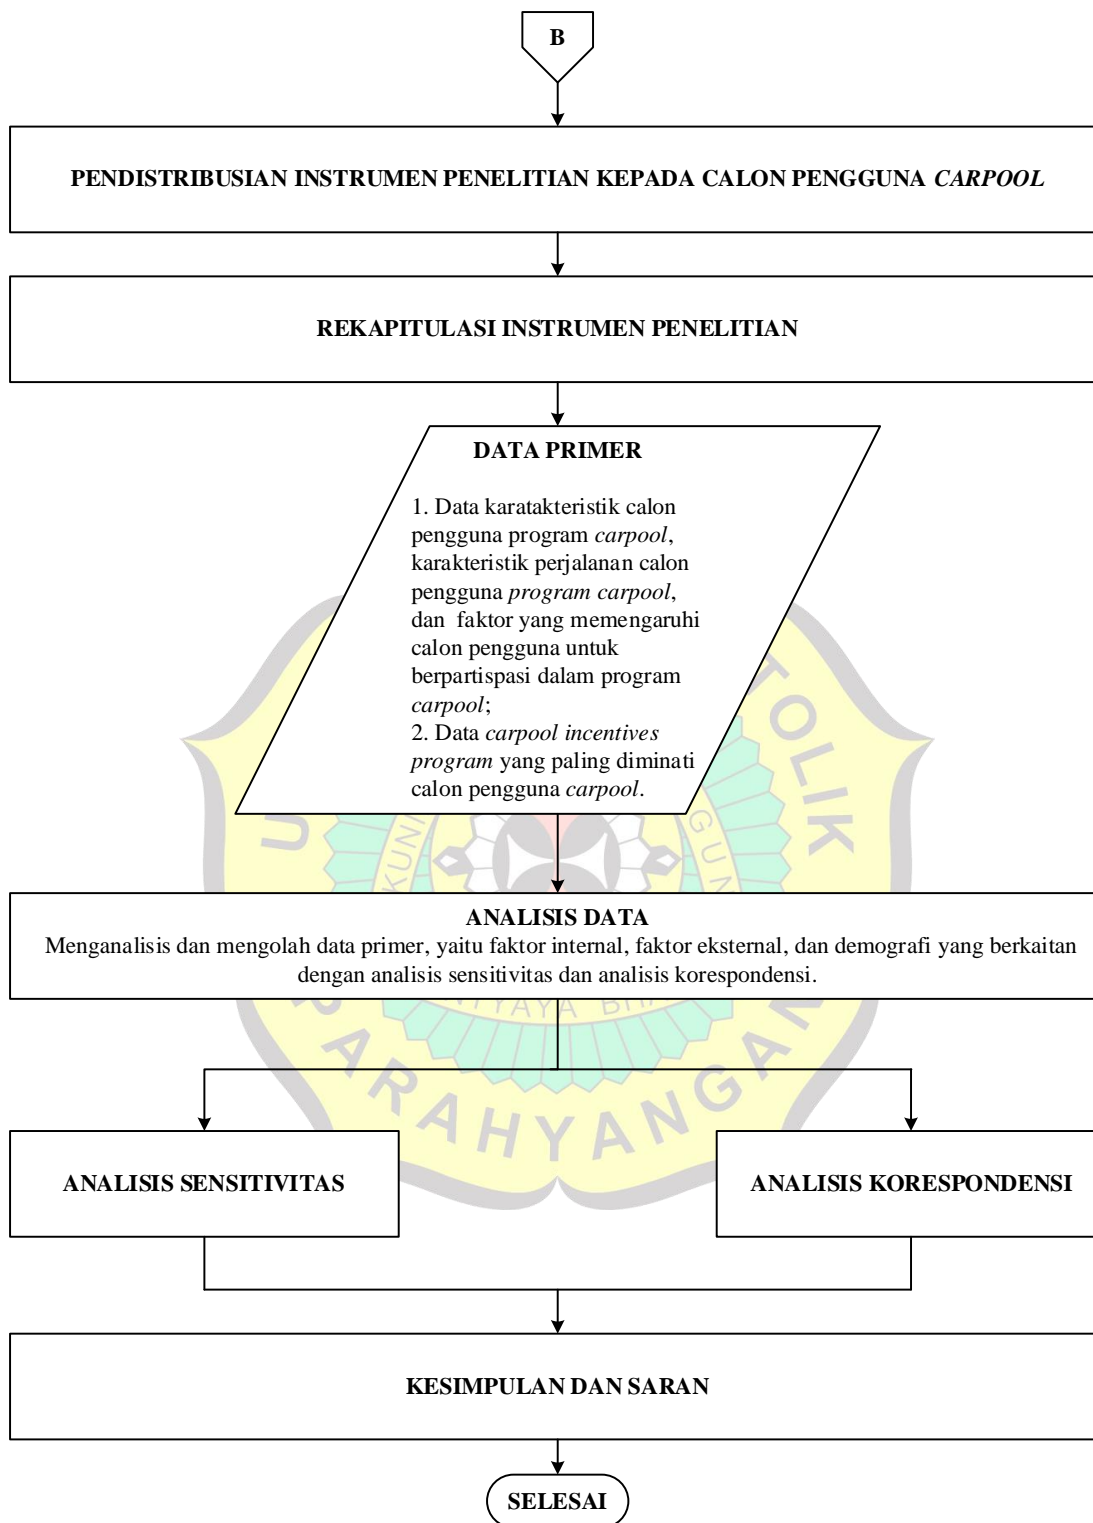 B
PENDISTRIBUSIAN INSTRUMEN PENELITIAN KEPADA CALON PENGGUNA CARPOOL
REKAPITULASI INSTRUMEN PENELITIAN
DATA PRIMER
1. Data karatakteristik calon
pengguna program carpool,
karakteristik perjalanan calon
pengguna program carpool,
dan faktor yang memengaruhi
calon pengguna untuk
berpartispasi dalam program
carpool;
2. Data carpool incentives
program yang paling diminati
calon pengguna carpool.
ANALISIS DATA
Menganalisis dan mengolah data primer, yaitu faktor internal, faktor eksternal, dan demografi yang berkaitan
dengan analisis sensitivitas dan analisis korespondensi.
PARAHYANGAN
ANALISIS SENSITIVITAS
ANALISIS KORESPONDENSI
KESIMPULAN DAN SARAN
SELESAI